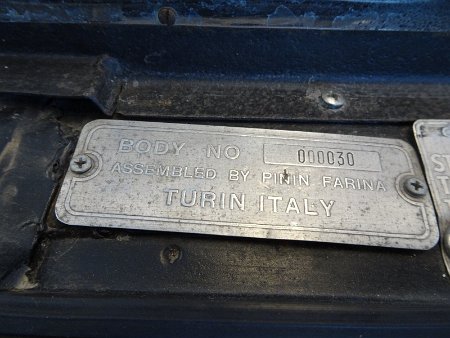 BODY NO 000030
ASSEMBLED BY PININ FARINA
TURIN ITALY